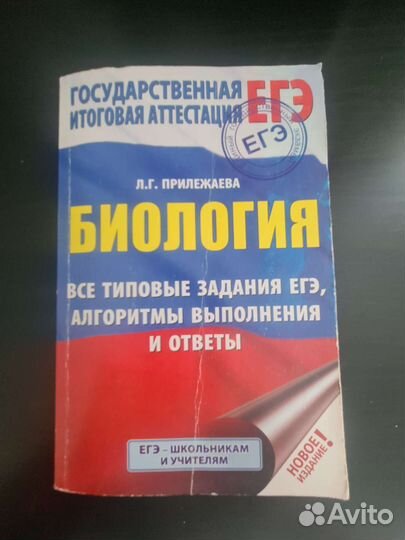 ГОСУДАРСТВЕННАЯ
ИТОГОВАЯ АТТЕСТАЦИЯ
ЕГЭ
ЕГЭ
Л.Г. ПРИЛЕЖАЕВА
БИОЛОГИЯ
ВСЕ ТИПОВЫЕ ЗАДАНИЯ ЕГЭ,
АЛГОРИТМЫ ВЫПОЛНЕНИЯ
И ОТВЕТЫ
ЕГЭ - ШКОЛЬНИКАМ
И УЧИТЕЛЯМ
НОВОЕ
ИЗДАНИЕ!
Avito